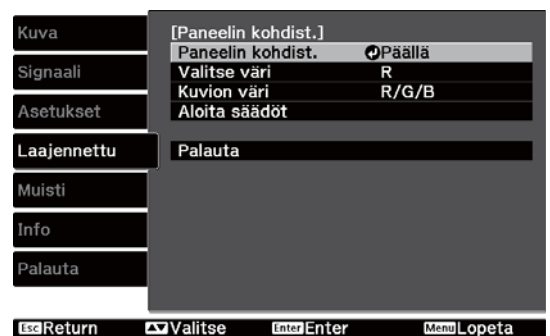 Kuva
Signaali
Asetukset
Laajennettu
Muisti
Info
Palauta
[Paneelin kohdist.]
Paneelin kohdist. Päällä
Valitse väri R
Kuvion väri R/G/B
Aloita säädöt
Palauta
Esc Return Valitse Enter Enter Menu Lopeta